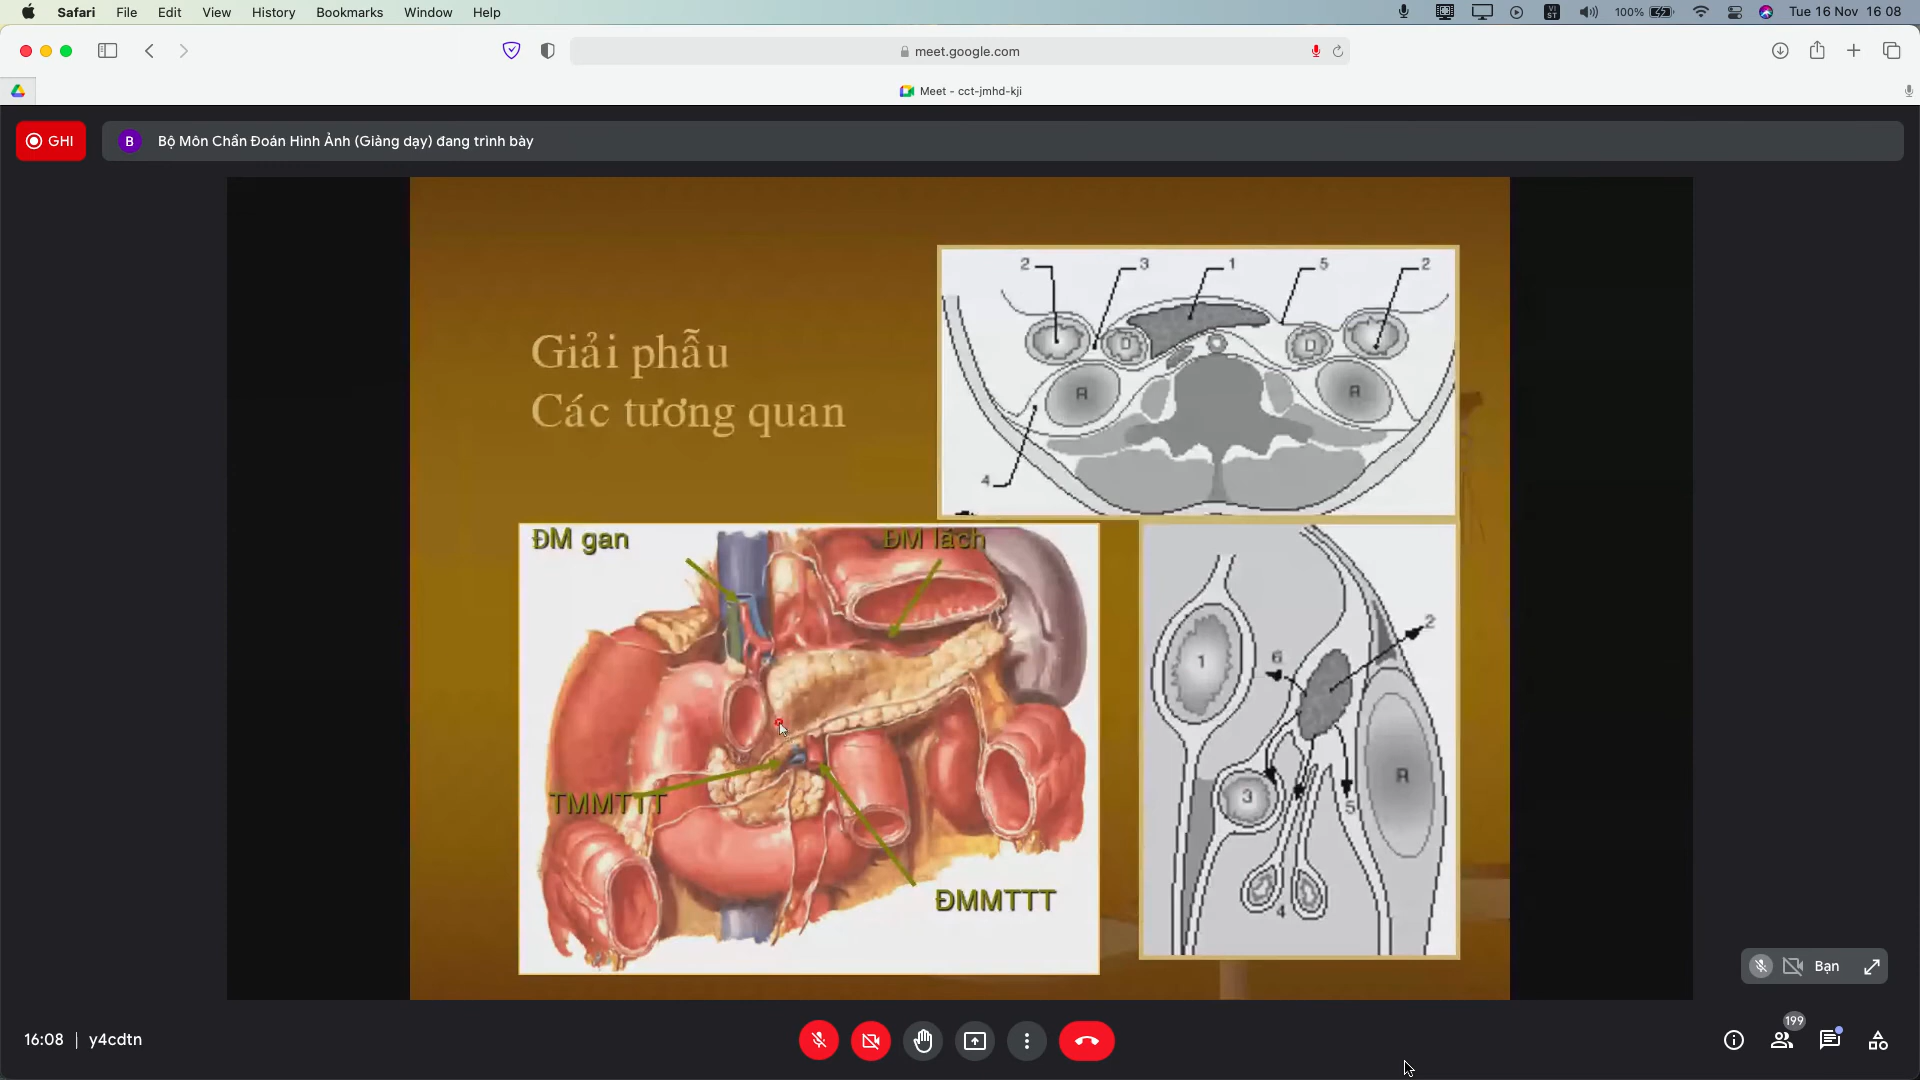 Safari File Edit View History Bookmarks Window Help
VI
ST
100%
Tue 16 Nov 16 08
meet.google.com
Meet - cct-jmhd-kji
GHI
B
Bộ Môn Chẩn Đoán Hình Ảnh (Giảng dạy) đang trình bày
Giải phẫu
Các tương quan
2 3 1 5 2
D D
R R
4
ĐM gan
ĐM lách
TMMTTT
ĐMMTTT
2
6
1
R
3
5
4
Bạn
16:08 | y4cdtn
199